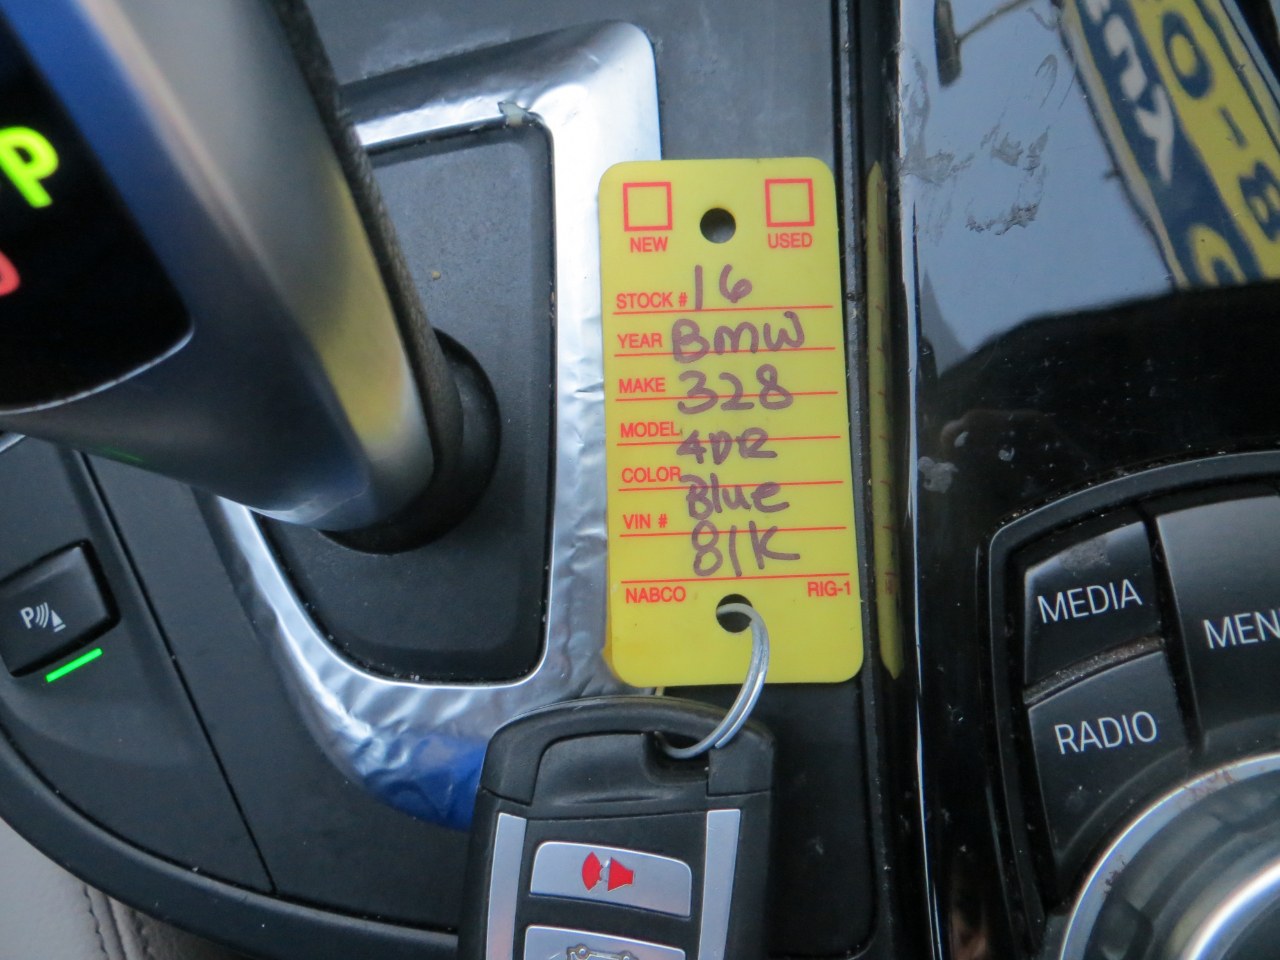 P
NEW USED
STOCK # 16
YEAR BMW
MAKE 328
MODEL 4DR
COLOR Blue
VIN # 81K
NABCO RIG-1
P
MEDIA
MEN
RADIO